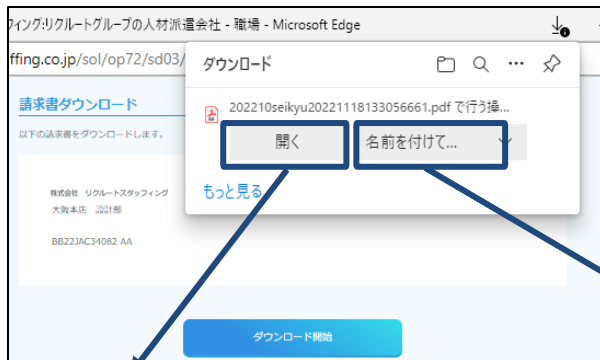 フィング:リクルートグループの人材派遣会社 - 職場 - Microsoft Edge
ffing.co.jp/sol/op72/sd03/
ダウンロード
202210seikyu20221118133056661.pdf で行う操...
開く
名前を付けて...
もっと見る
請求書ダウンロード
以下の請求書をダウンロードします。
株式会社 リクルートスタッフィング
大阪本店 設計部
BB22JAC34082 AA
ダウンロード開始